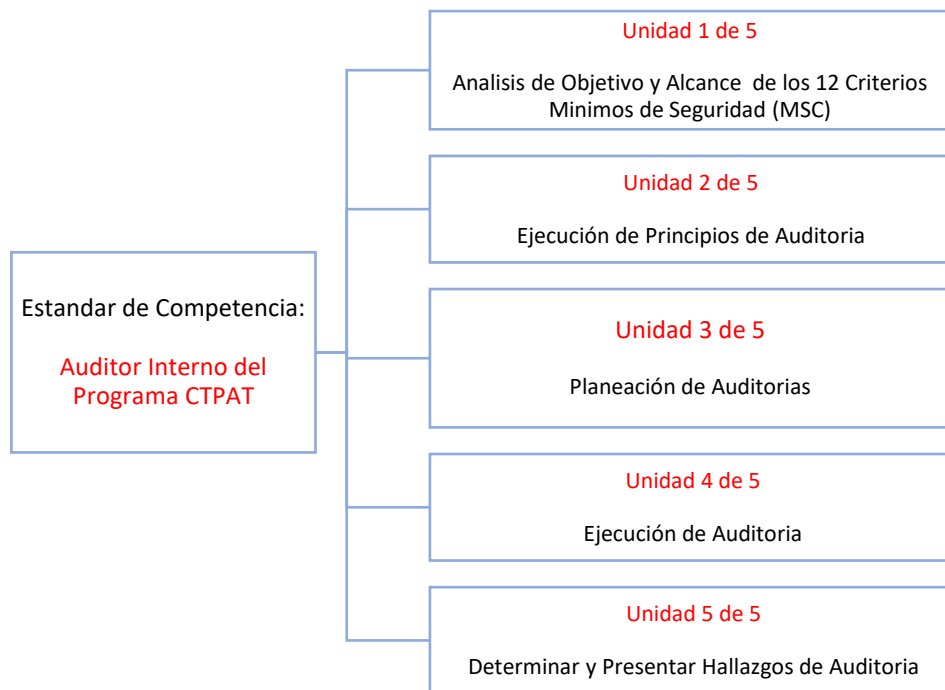 Unidad 1 de 5
Analisis de Objetivo y Alcance de los 12 Criterios
Minimos de Seguridad (MSC)
Unidad 2 de 5
Ejecución de Principios de Auditoria
Estandar de Competencia:
Auditor Interno del
Programa CTPAT
Unidad 3 de 5
Planeación de Auditorias
Unidad 4 de 5
Ejecución de Auditoria
Unidad 5 de 5
Determinar y Presentar Hallazgos de Auditoria